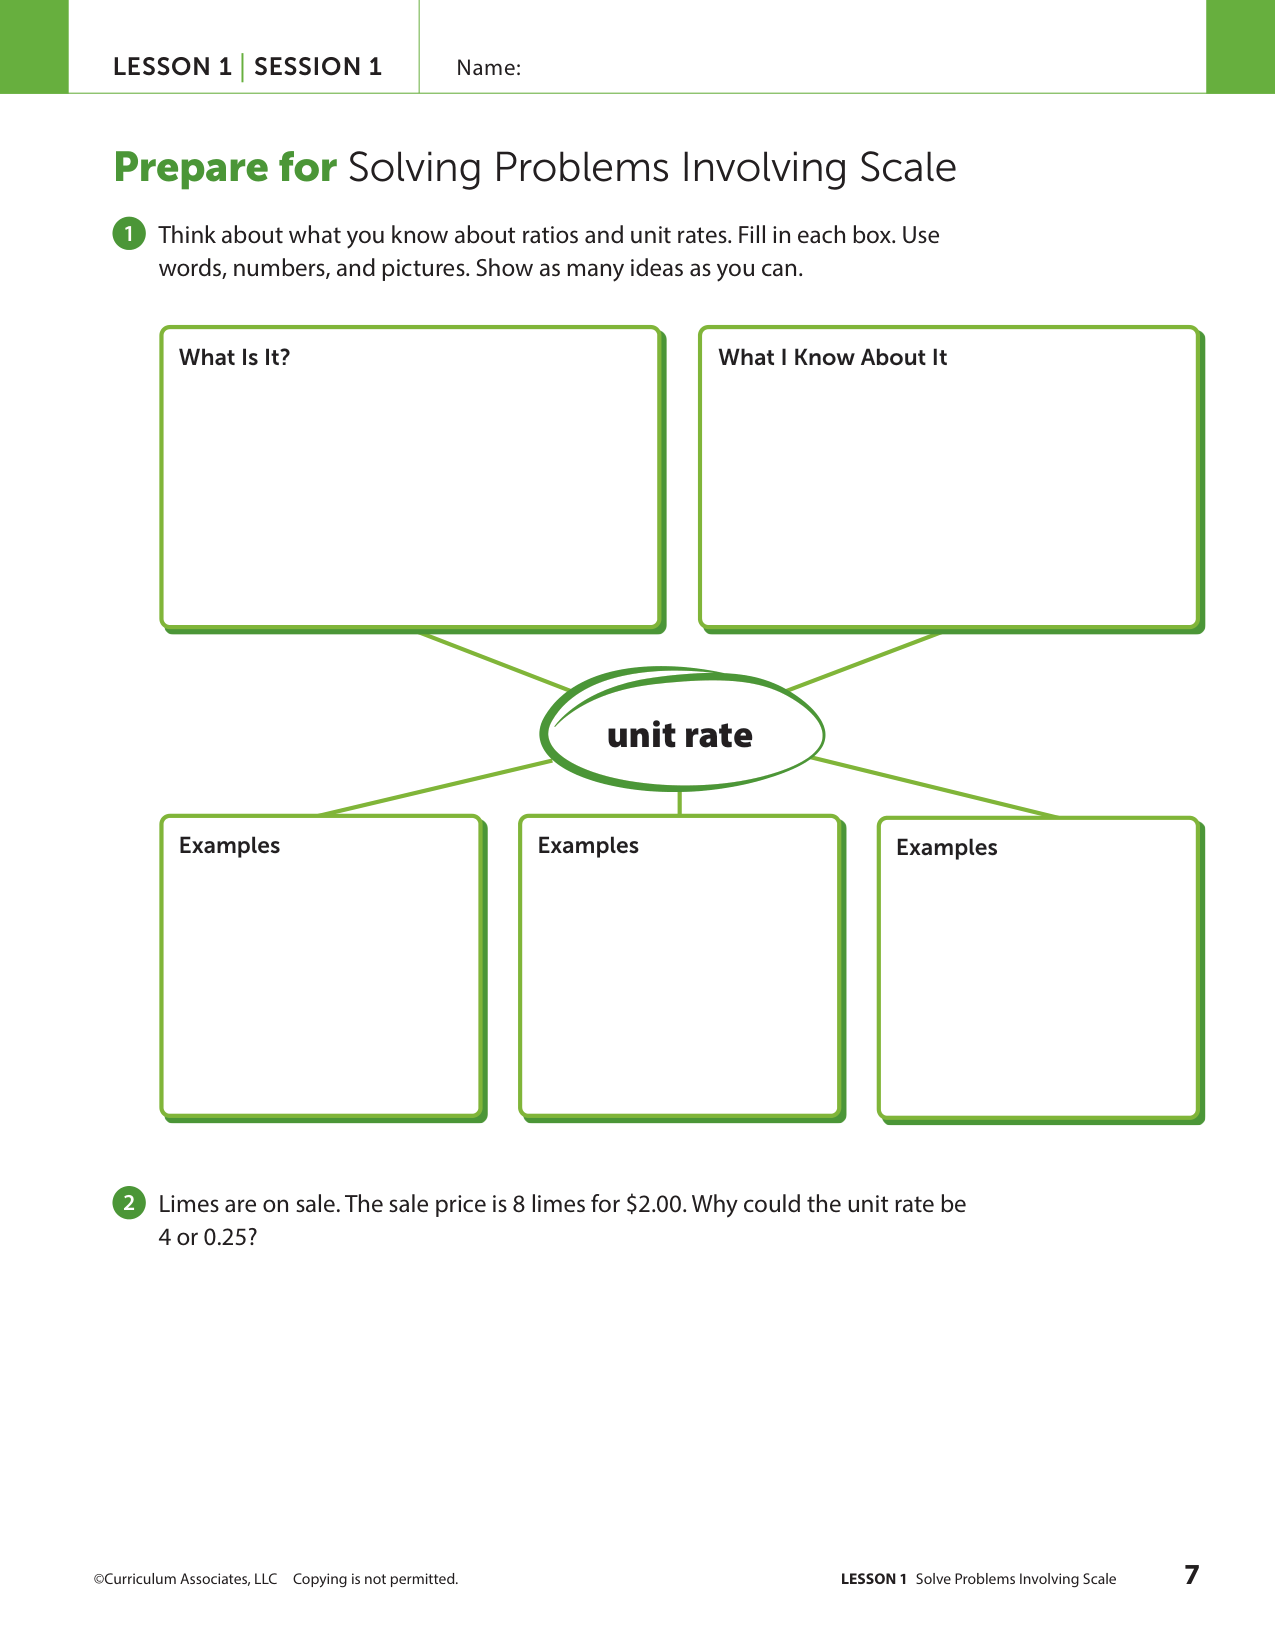 LESSON 1 | SESSION 1
Name:
Prepare for Solving Problems Involving Scale
1 Think about what you know about ratios and unit rates. Fill in each box. Use
words, numbers, and pictures. Show as many ideas as you can.
What Is It?
What I Know About It
unit rate
Examples
Examples
Examples
2 Limes are on sale. The sale price is 8 limes for $2.00. Why could the unit rate be
4 or 0.25?
©Curriculum Associates, LLC Copying is not permitted.
LESSON 1 Solve Problems Involving Scale
7